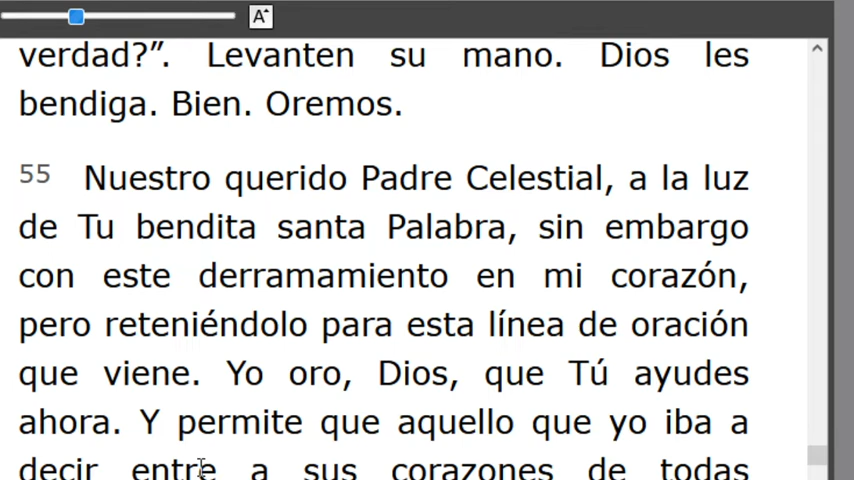 A
verdad?”. Levanten su mano. Dios les
bendiga. Bien. Oremos.
55 Nuestro querido Padre Celestial, a la luz
de Tu bendita santa Palabra, sin embargo
con este derramamiento en mi corazón,
pero reteniéndolo para esta línea de oración
que viene. Yo oro, Dios, que Tú ayudes
ahora. Y permite que aquello que yo iba a
decir entre a sus corazones de todas